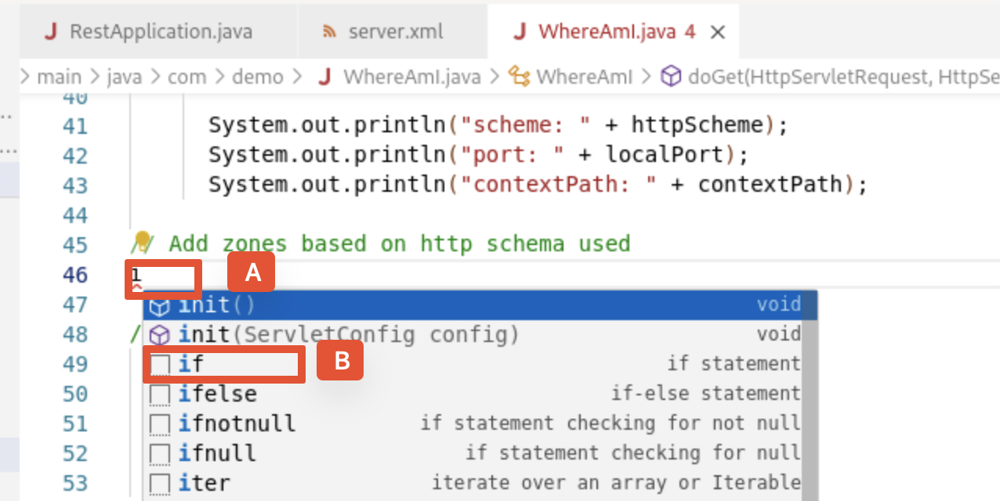 RestApplication.java server.xml WhereAmI.java 4 ×
> main > java > com > demo > J WhereAmI.java > WhereAmI > doGet(HttpServletRequest, HttpSe
40
41 System.out.println("scheme: " + httpScheme);
42 System.out.println("port: " + localPort);
43 System.out.println("contextPath: " + contextPath);
44
45 // Add zones based on http schema used
46 i A
47 init() void
48 / init(ServletConfig config) void
49 if B if statement
50 ifelse if-else statement
51 ifnotnull if statement checking for not null
52 ifnull if statement checking for null
53 iter iterate over an array or Iterable